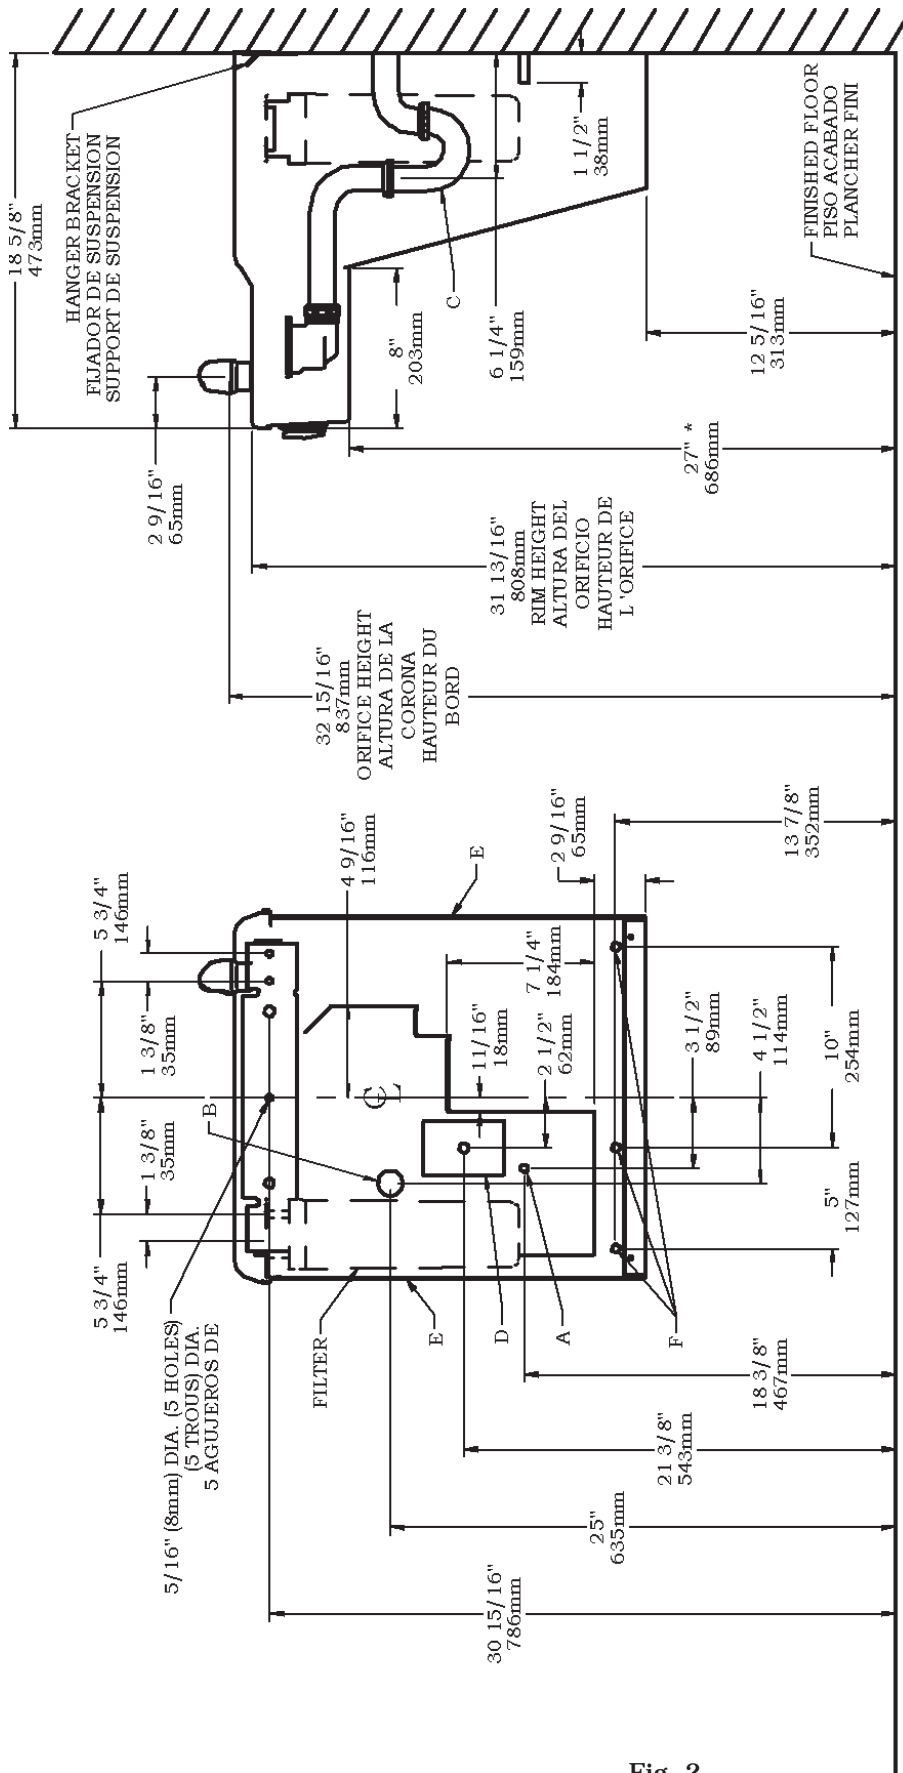 18 5/8"
473mm
HANGER BRACKET
FIJADOR DE SUSPENSION
SUPPORT DE SUSPENSION
2 9/16"
65mm
8"
203mm
C
6 1/4"
159mm
1 1/2"
38mm
12 5/16"
313mm
FINISHED FLOOR
PISO ACABADO
PLANCHER FINI
27" *
686mm
31 13/16"
808mm
RIM HEIGHT
ALTURA DEL
ORIFICIO
HAUTEUR DE
L 'ORIFICE
32 15/16"
837mm
ORIFICE HEIGHT
ALTURA DE LA
CORONA
HAUTEUR DU
BORD
5 3/4"
146mm
1 3/8"
35mm
4 9/16"
116mm
E
2 9/16"
65mm
13 7/8"
352mm
7 1/4"
184mm
11/16"
18mm
2 1/2"
62mm
3 1/2"
89mm
4 1/2"
114mm
10"
254mm
CL
B
1 3/8"
35mm
5 3/4"
146mm
5"
127mm
5/16" (8mm) DIA. (5 HOLES)
(5 TROUS) DIA.
5 AGUJEROS DE
FILTER
E
D
A
F
18 3/8"
467mm
21 3/8"
543mm
25"
635mm
30 15/16"
786mm
Fig. 2